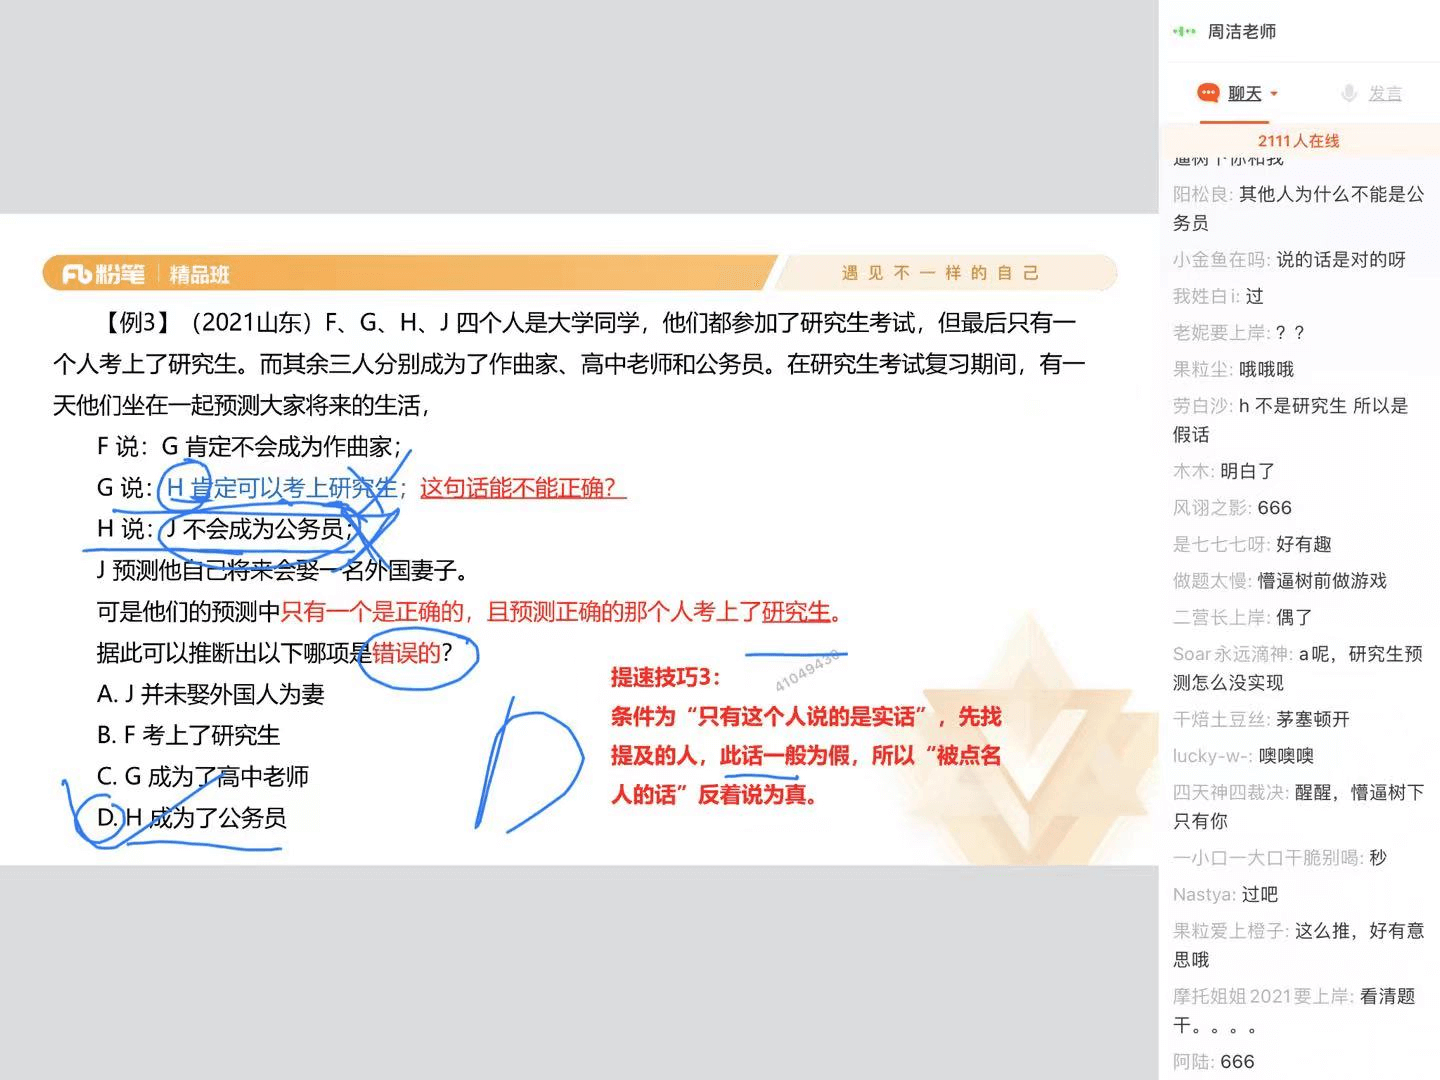 周洁老师
聊天
发言
2111人在线
阳松良: 其他人为什么不能是公
务员
小金鱼在吗: 说的话是对的呀
我姓白i: 过
老妮要上岸: ？？
果粒尘: 哦哦哦
劳白沙: h 不是研究生 所以是
假话
木木: 明白了
风诩之影: 666
是七七七呀: 好有趣
做题太慢: 懵逼树前做游戏
二营长上岸: 偶了
Soar永远滴神: a呢，研究生预
测怎么没实现
干焙土豆丝: 茅塞顿开
lucky-w-: 噢噢噢
四天神四裁决: 醒醒，懵逼树下
只有你
一小口一大口干脆别喝: 秒
Nastya: 过吧
果粒爱上橙子: 这么推，好有意
思哦
摩托姐姐2021要上岸: 看清题
干。。。。
阿陆: 666
粉笔 精品班
遇见不一样的自己
【例3】（2021山东）F、G、H、J 四个人是大学同学，他们都参加了研究生考试，但最后只有一
个人考上了研究生。而其余三人分别成为了作曲家、高中老师和公务员。在研究生考试复习期间，有一
天他们坐在一起预测大家将来的生活，
F 说：G 肯定不会成为作曲家；
G 说：H 肯定可以考上研究生；这句话能不能正确？
H 说：J 不会成为公务员；
J 预测他自己将来会娶一名外国妻子。
可是他们的预测中只有一个是正确的，且预测正确的那个人考上了研究生。
据此可以推断出以下哪项是错误的？
A. J 并未娶外国人为妻
B. F 考上了研究生
C. G 成为了高中老师
D. H 成为了公务员
提速技巧3：
条件为“只有这个人说的是实话”，先找
提及的人，此话一般为假，所以“被点名
人的话”反着说为真。
41049430
D